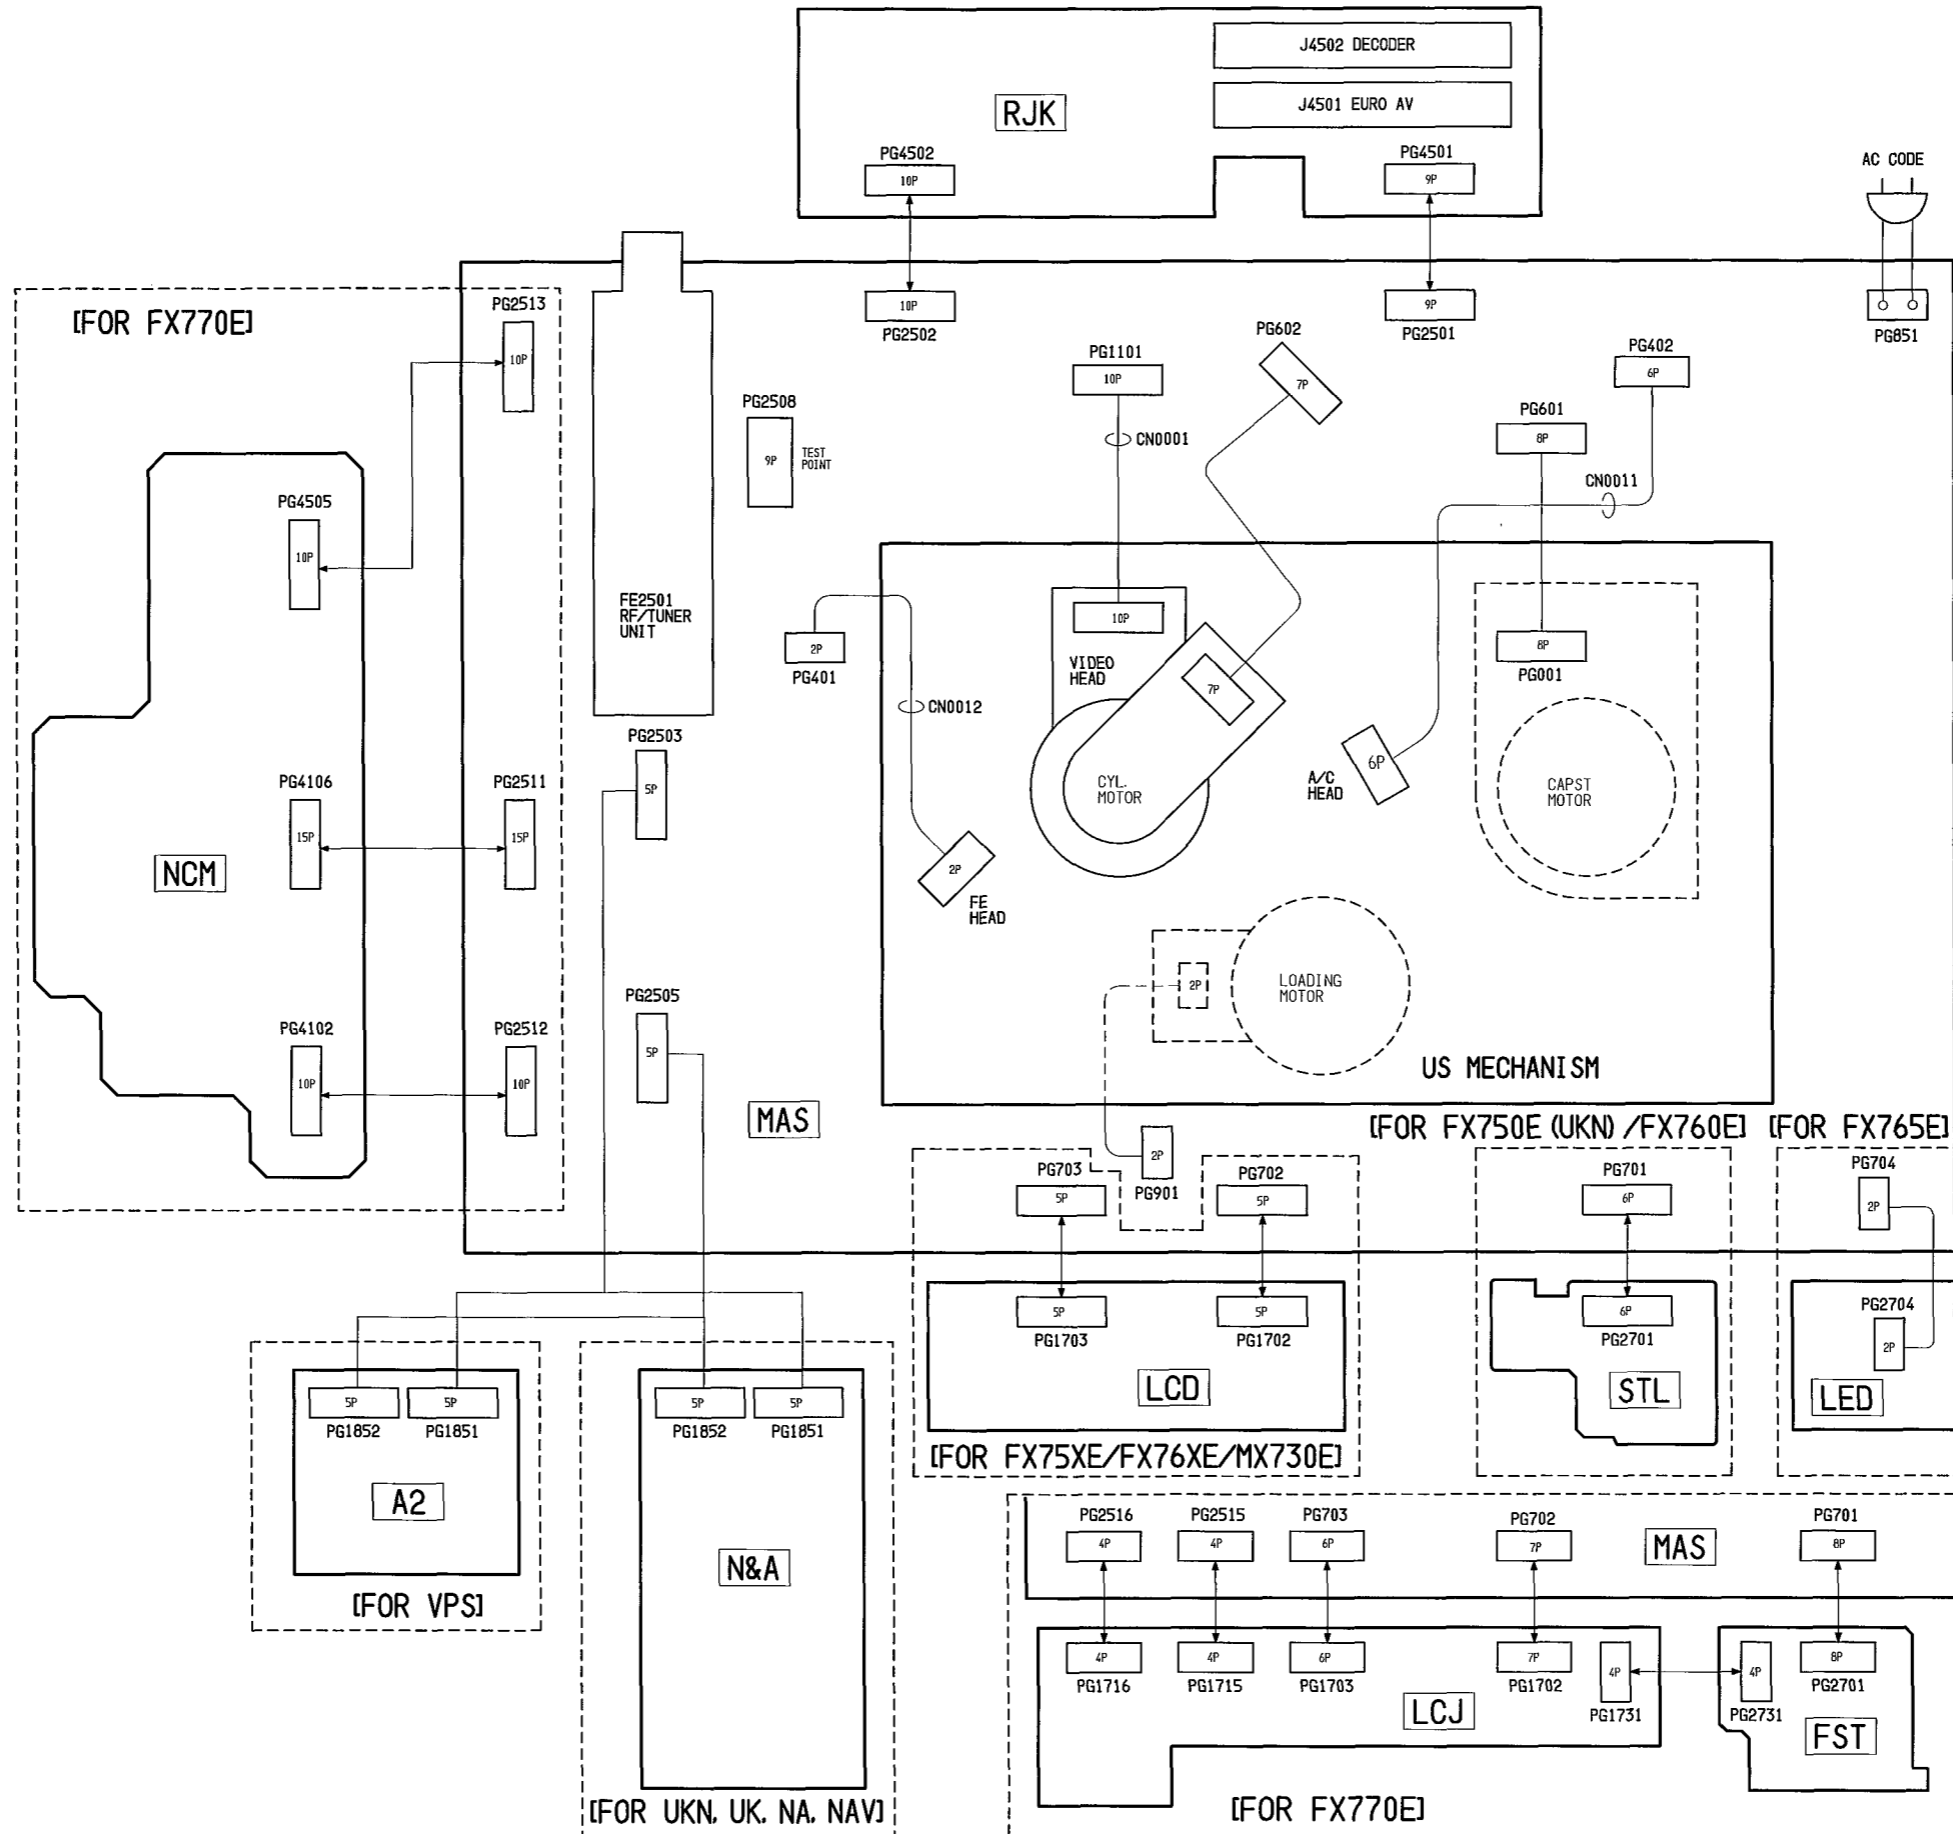 J4502 DECODER
J4501 EURO AV
RJK
PG4502
10P
PG4501
9P
AC CODE
[FOR FX770E]
PG2513
10P
10P
PG2502
9P
PG2501
PG851
PG602
7P
PG402
6P
PG1101
10P
PG2508
9P
TEST
POINT
CN0001
PG601
8P
CN0011
PG4505
10P
FE2501
RF/TUNER
UNIT
2P
PG401
10P
VIDEO
HEAD
7P
8P
PG001
CN0012
PG2503
5P
PG4106
15P
PG2511
15P
NCM
CYL.
MOTOR
6P
A/C
HEAD
CAPST
MOTOR
2P
FE
HEAD
PG2505
5P
2P
LOADING
MOTOR
PG4102
10P
PG2512
10P
US MECHANISM
MAS
[FOR FX750E (UKN) /FX760E]
[FOR FX765E]
PG703
5P
2P
PG901
PG702
5P
PG701
6P
PG704
2P
5P
PG1703
5P
PG1702
6P
PG2701
PG2704
2P
LCD
STL
LED
5P
PG1852
5P
PG1851
5P
PG1852
5P
PG1851
[FOR FX75XE/FX76XE/MX730E]
A2
N&A
[FOR VPS]
PG2516
4P
PG2515
4P
PG703
6P
PG702
7P
MAS
PG701
8P
4P
PG1716
4P
PG1715
6P
PG1703
7P
PG1702
4P
PG1731
4P
PG2731
8P
PG2701
LCJ
FST
[FOR UKN, UK, NA, NAV]
[FOR FX770E]